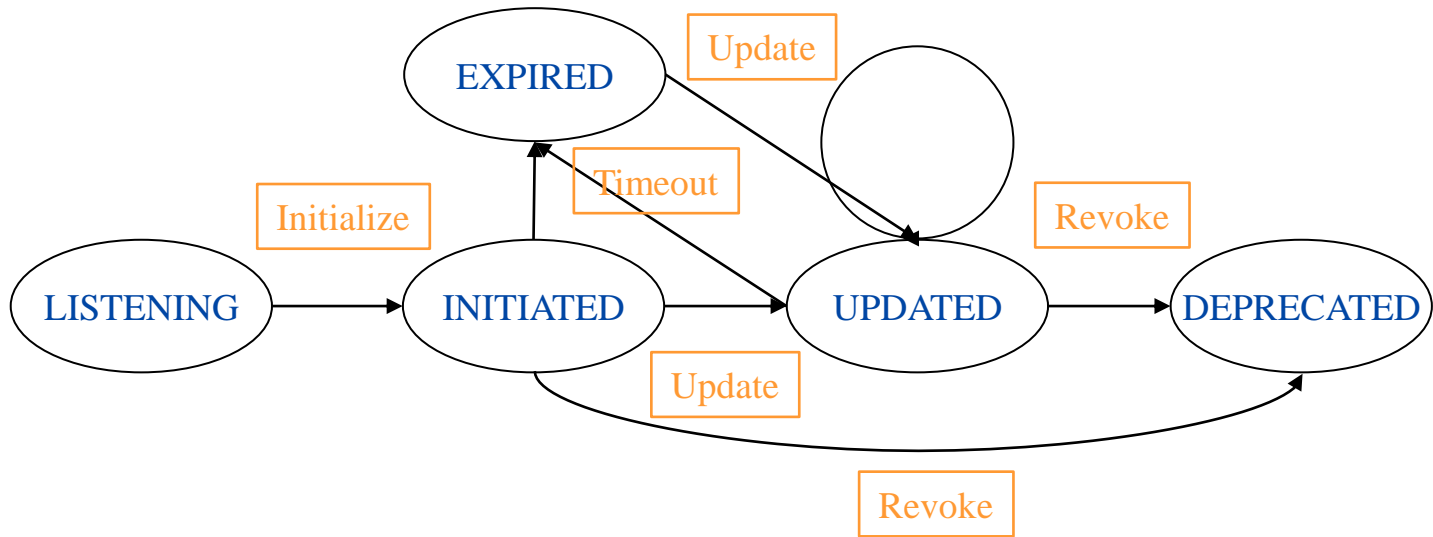 Update
EXPIRED
Timeout
Initialize
Revoke
LISTENING
INITIATED
UPDATED
DEPRECATED
Update
Revoke